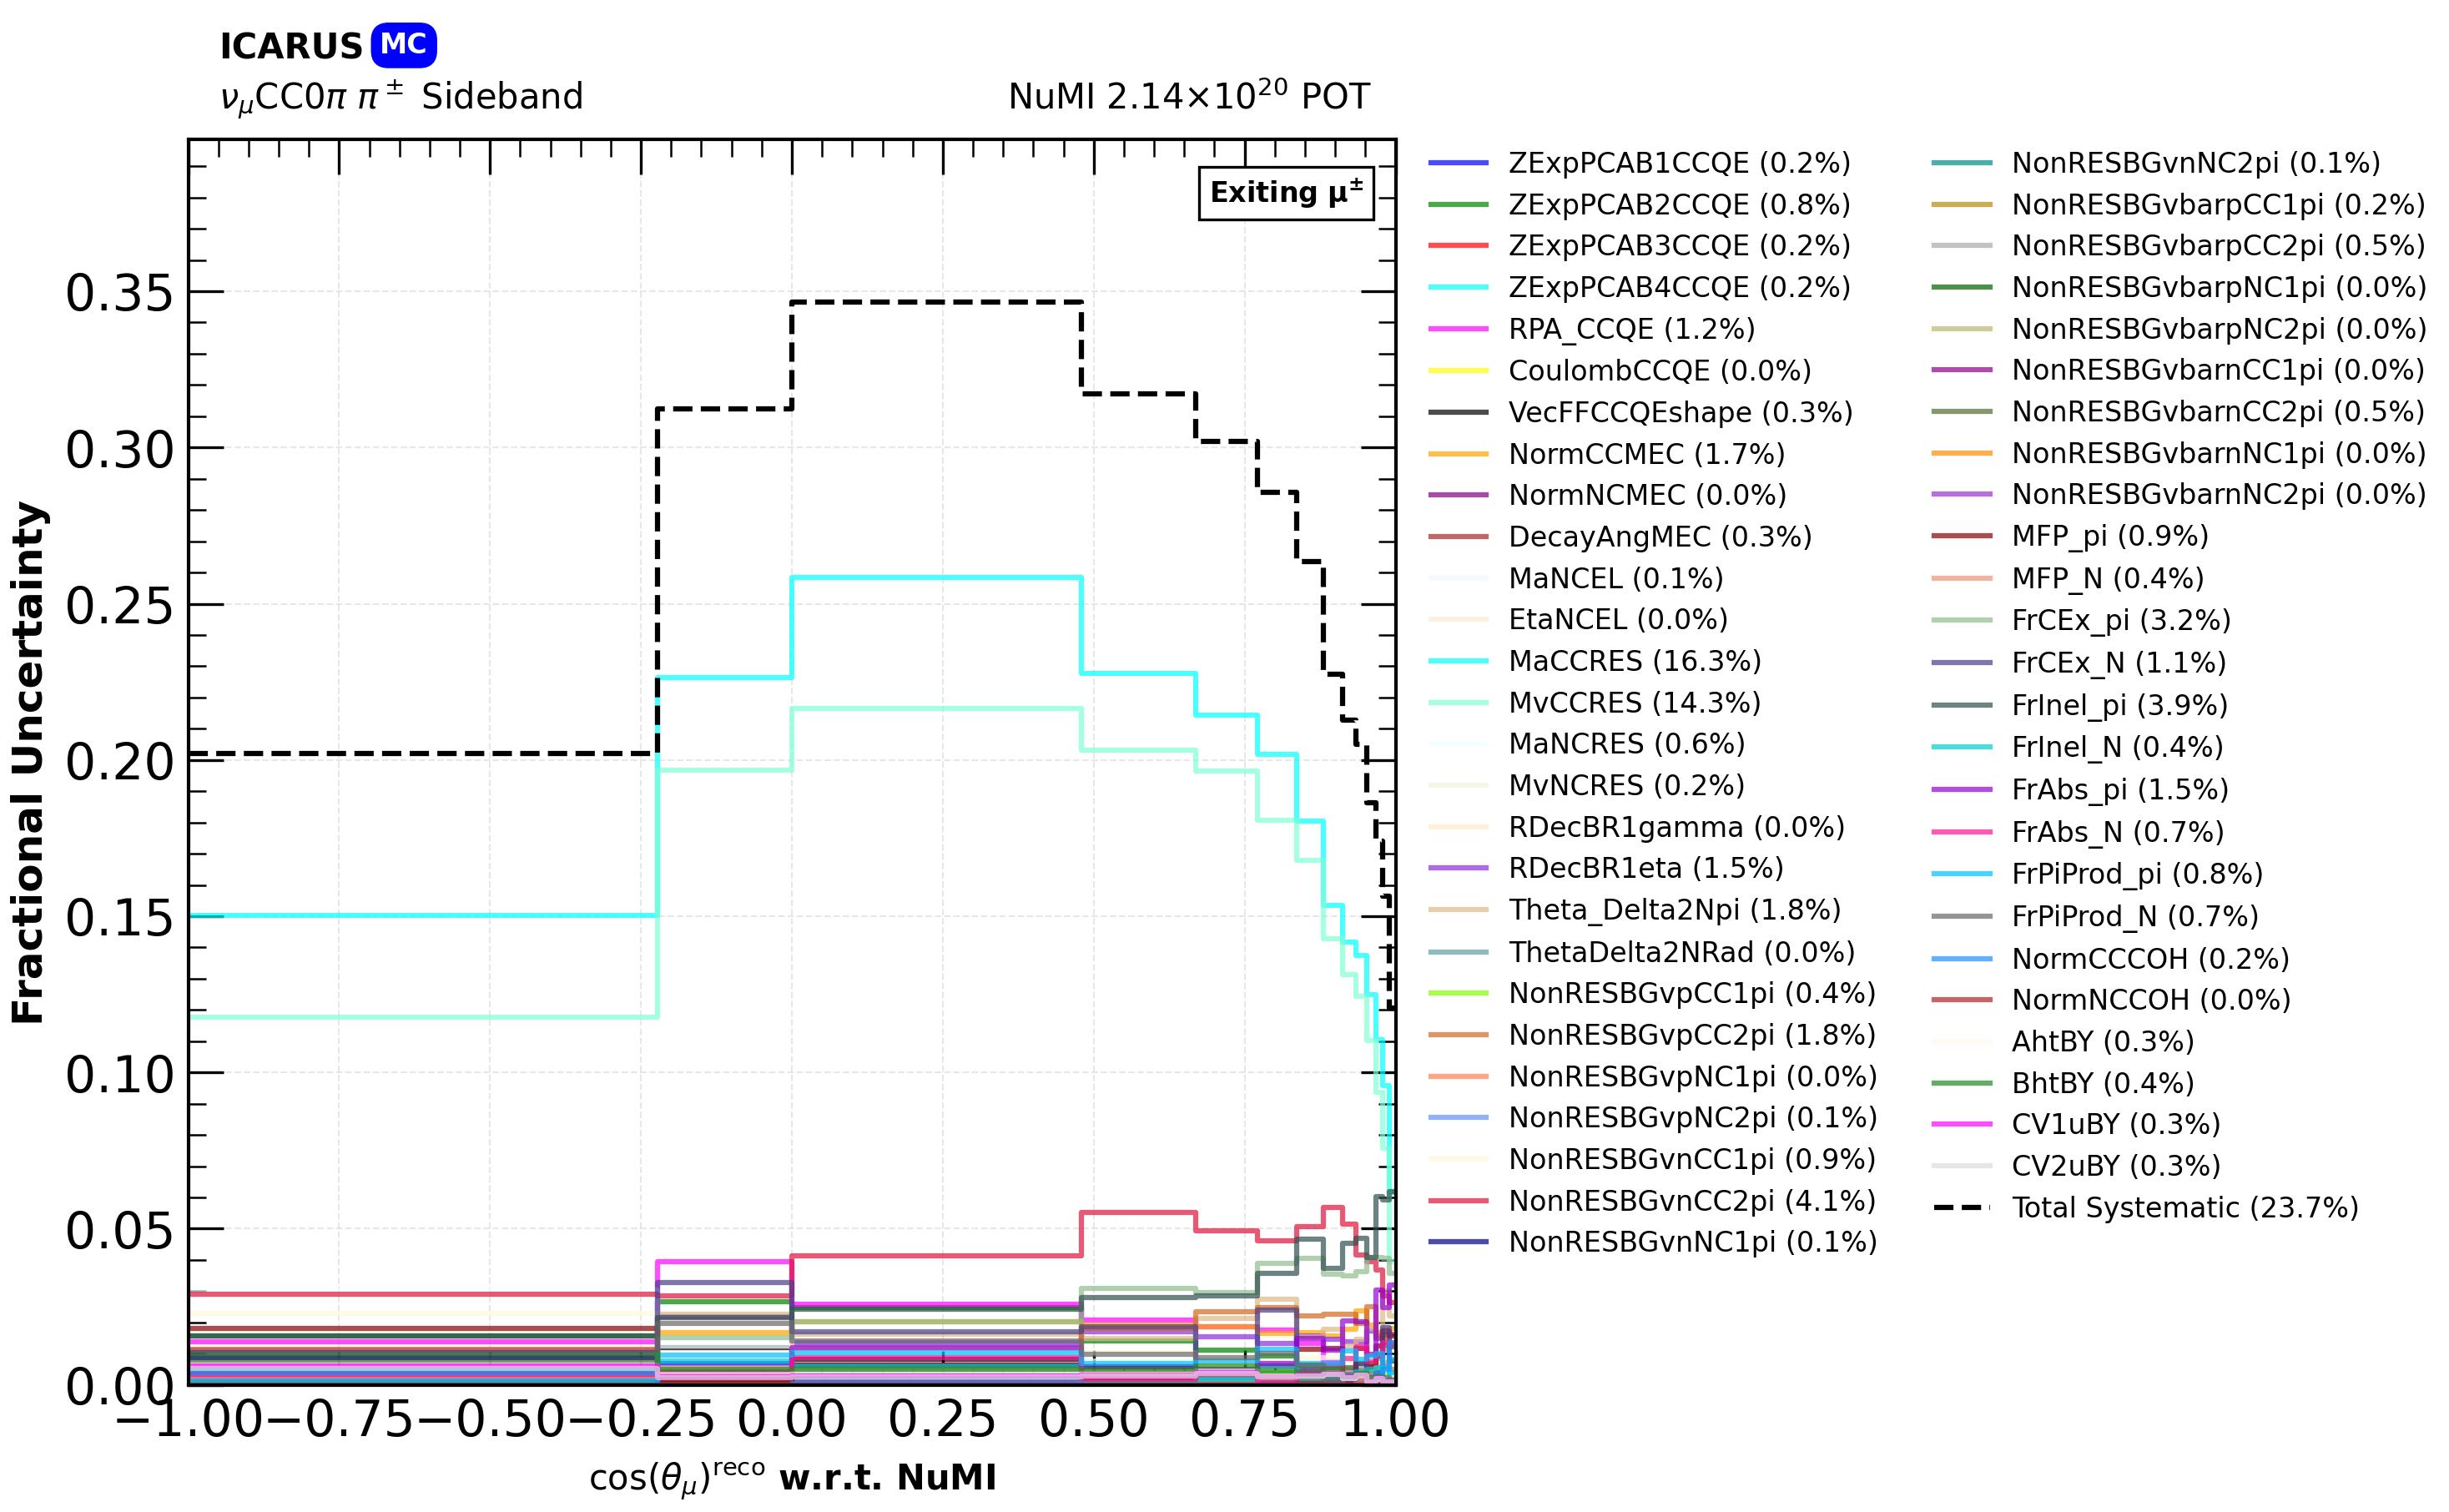 ICARUS MC
νμCC0π π± Sideband
NuMI 2.14×10²⁰ POT
Exiting μ±
Fractional Uncertainty
0.35
0.30
0.25
0.20
0.15
0.10
0.05
0.00
−1.00 −0.75 −0.50 −0.25 0.00 0.25 0.50 0.75 1.00
cos(θμ)reco w.r.t. NuMI
ZExpPCAB1CCQE (0.2%)
ZExpPCAB2CCQE (0.8%)
ZExpPCAB3CCQE (0.2%)
ZExpPCAB4CCQE (0.2%)
RPA_CCQE (1.2%)
CoulombCCQE (0.0%)
VecFFCCQEshape (0.3%)
NormCCMEC (1.7%)
NormNCMEC (0.0%)
DecayAngMEC (0.3%)
MaNCEL (0.1%)
EtaNCEL (0.0%)
MaCCRES (16.3%)
MvCCRES (14.3%)
MaNCRES (0.6%)
MvNCRES (0.2%)
RDecBR1gamma (0.0%)
RDecBR1eta (1.5%)
Theta_Delta2Npi (1.8%)
ThetaDelta2NRad (0.0%)
NonRESBGvpCC1pi (0.4%)
NonRESBGvpCC2pi (1.8%)
NonRESBGvpNC1pi (0.0%)
NonRESBGvpNC2pi (0.1%)
NonRESBGvnCC1pi (0.9%)
NonRESBGvnCC2pi (4.1%)
NonRESBGvnNC1pi (0.1%)
NonRESBGvnNC2pi (0.1%)
NonRESBGvbarpCC1pi (0.2%)
NonRESBGvbarpCC2pi (0.5%)
NonRESBGvbarpNC1pi (0.0%)
NonRESBGvbarpNC2pi (0.0%)
NonRESBGvbarnCC1pi (0.0%)
NonRESBGvbarnCC2pi (0.5%)
NonRESBGvbarnNC1pi (0.0%)
NonRESBGvbarnNC2pi (0.0%)
MFP_pi (0.9%)
MFP_N (0.4%)
FrCEx_pi (3.2%)
FrCEx_N (1.1%)
FrInel_pi (3.9%)
FrInel_N (0.4%)
FrAbs_pi (1.5%)
FrAbs_N (0.7%)
FrPiProd_pi (0.8%)
FrPiProd_N (0.7%)
NormCCCOH (0.2%)
NormNCCOH (0.0%)
AhtBY (0.3%)
BhtBY (0.4%)
CV1uBY (0.3%)
CV2uBY (0.3%)
Total Systematic (23.7%)